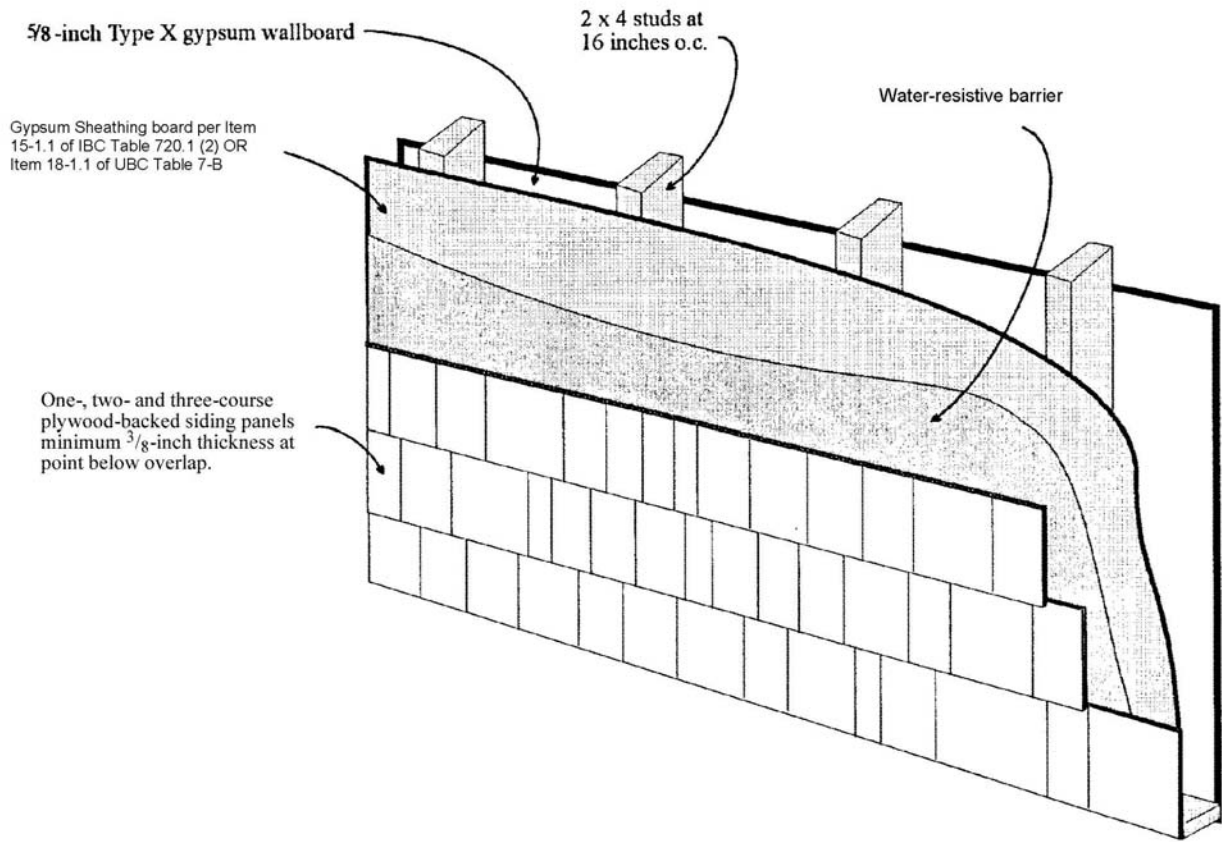 5/8-inch Type X gypsum wallboard
2 x 4 studs at
16 inches o.c.
Water-resistive barrier
Gypsum Sheathing board per Item
15-1.1 of IBC Table 720.1 (2) OR
Item 18-1.1 of UBC Table 7-B
One-, two- and three-course
plywood-backed siding panels
minimum 3/8-inch thickness at
point below overlap.